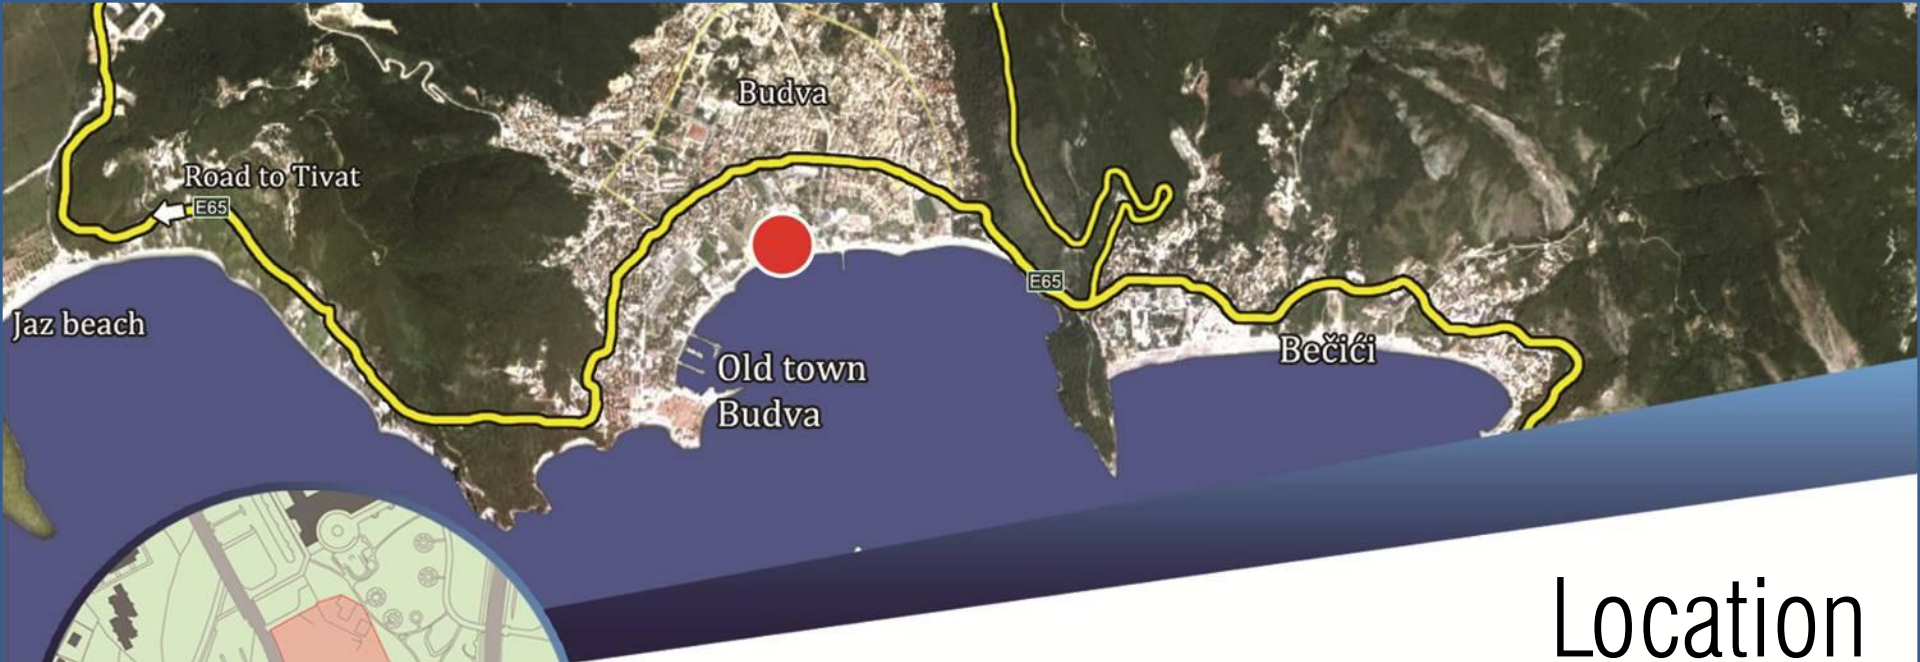 Budva
Road to Tivat
E65
E65
Jaz beach
Bečići
Old town
Budva
Location